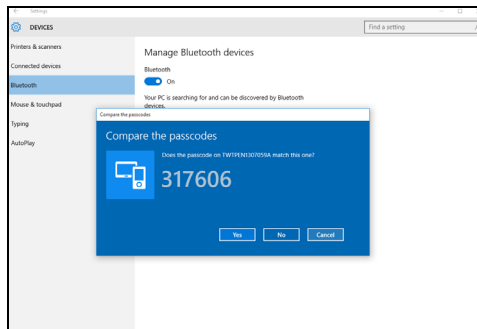 Settings
DEVICES
Find a setting
Printers & scanners
Connected devices
Bluetooth
Mouse & touchpad
Typing
AutoPlay
Manage Bluetooth devices
Bluetooth
On
Your PC is searching for and can be discovered by Bluetooth
devices.
Compare the passcodes
Compare the passcodes
Does the passcode on TWTPEN1307059A match this one?
317606
Yes
No
Cancel